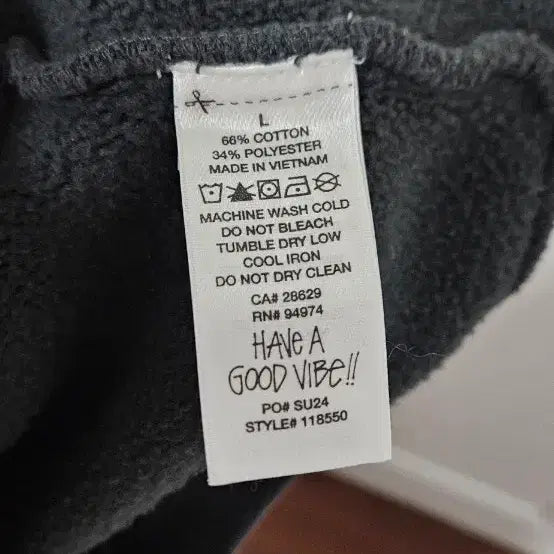 L
66% COTTON
34% POLYESTER
MADE IN VIETNAM
MACHINE WASH COLD
DO NOT BLEACH
TUMBLE DRY LOW
COOL IRON
DO NOT DRY CLEAN
CA# 28629
RN# 94974
HAVE A
GOOD VIBE!!
PO# SU24
STYLE# 118550